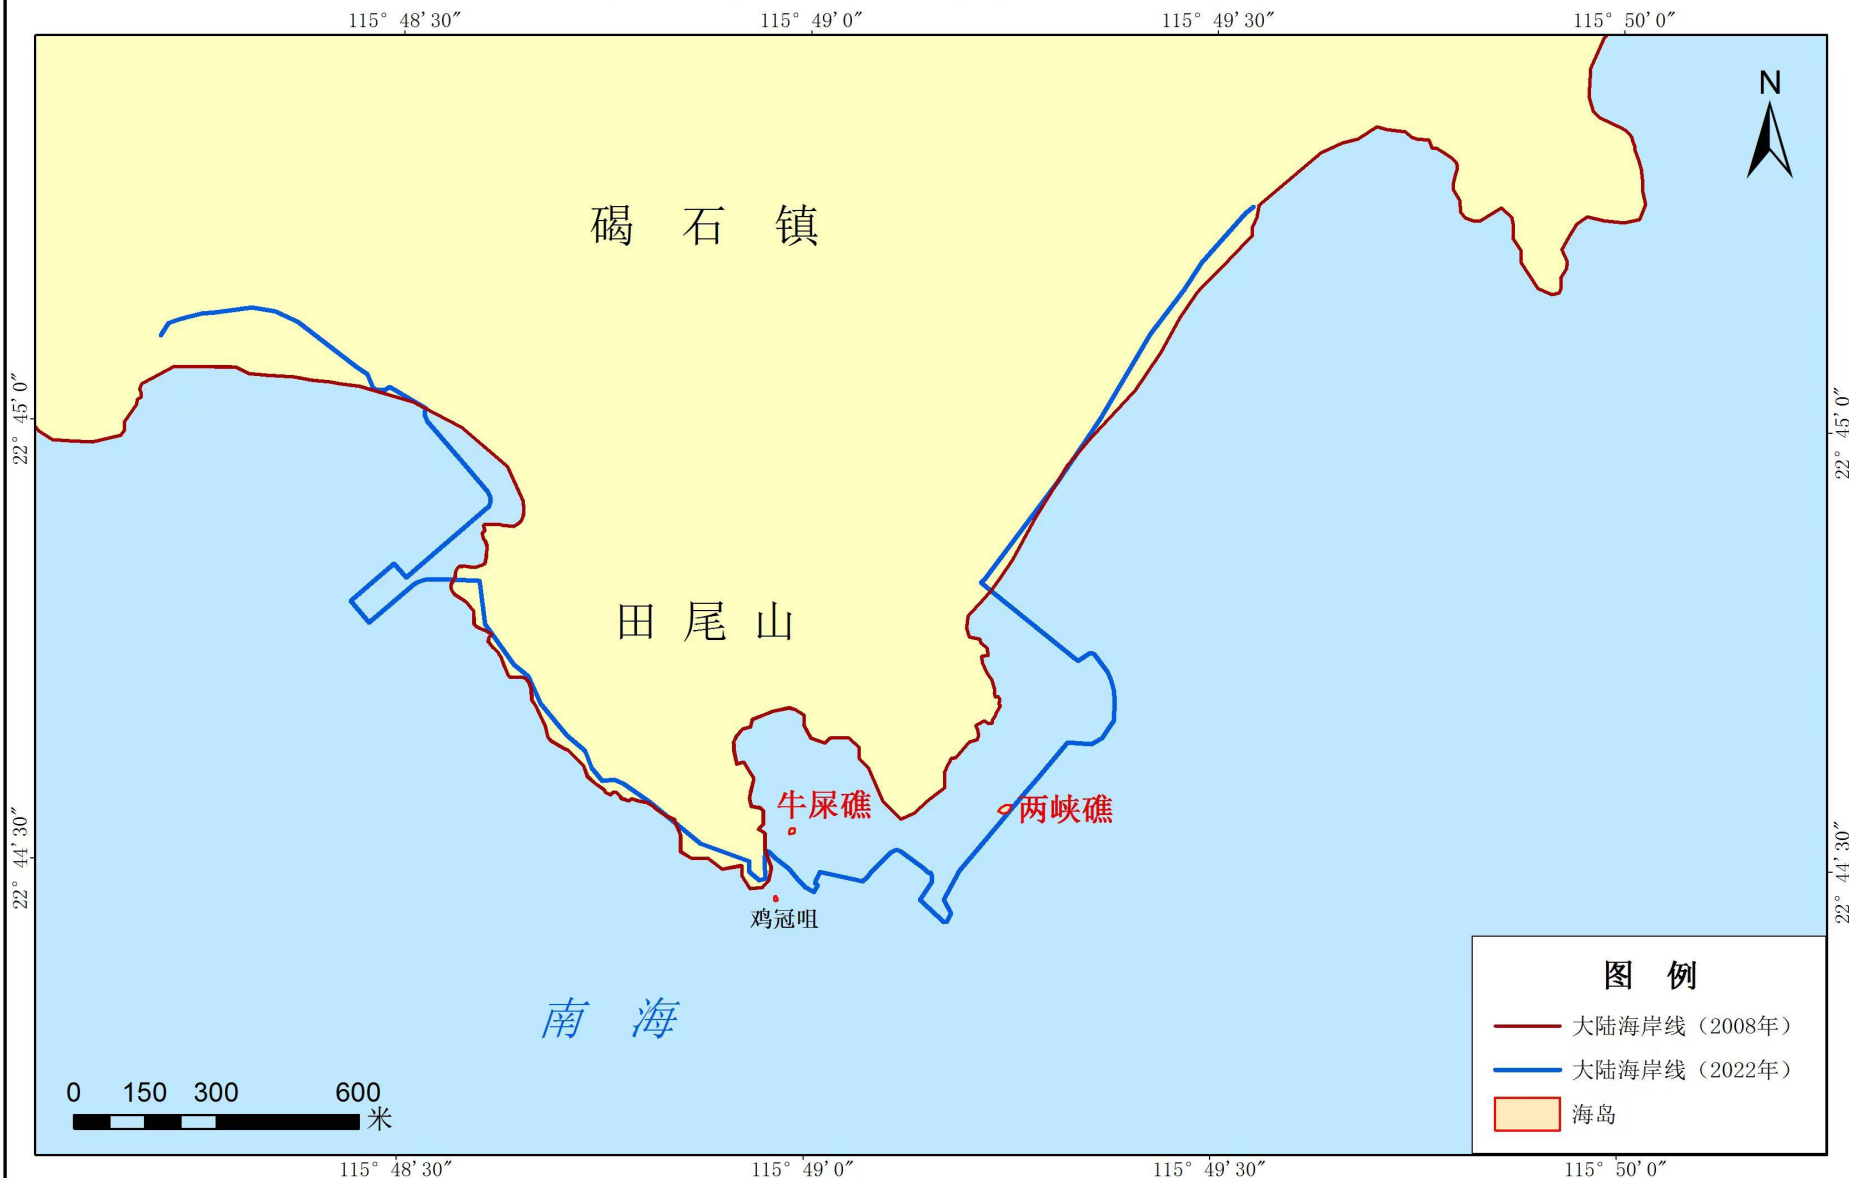 115° 48′30″
115° 49′0″
115° 49′30″
115° 50′0″
N
碣石镇
22° 45′0″
22° 45′0″
田尾山
牛屎礁
两峡礁
22° 44′30″
22° 44′30″
鸡冠咀
南海
图例
大陆海岸线（2008年）
大陆海岸线（2022年）
海岛
0 150 300 600
米
115° 48′30″
115° 49′0″
115° 49′30″
115° 50′0″